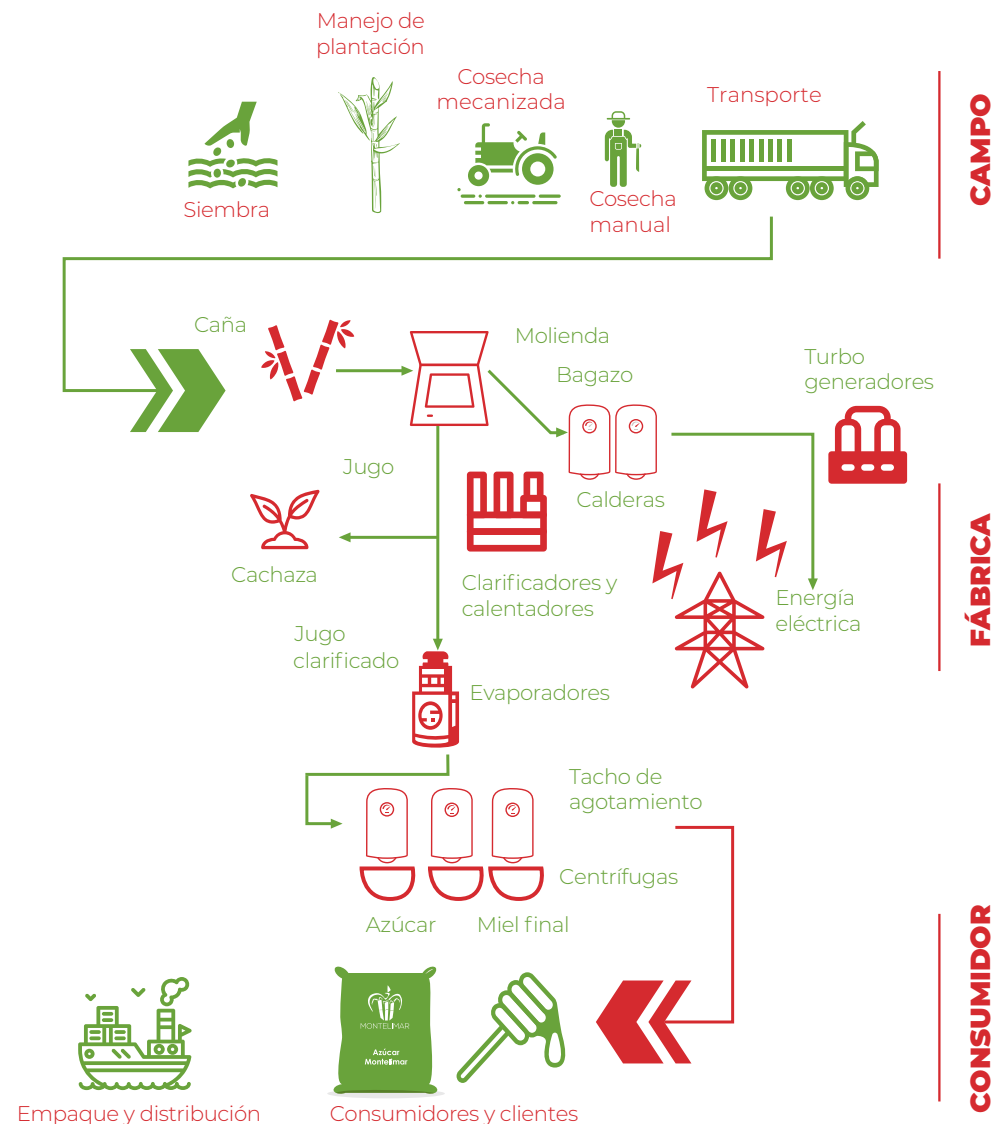 Manejo de
plantación
Cosecha
mecanizada
Transporte
Siembra
Cosecha
manual
CAMPO
Caña
Molienda
Bagazo
Turbo
generadores
Jugo
Calderas
Cachaza
Clarificadores y
calentadores
Energía
eléctrica
FÁBRICA
Jugo
clarificado
Evaporadores
Tacho de
agotamiento
Centrífugas
Azúcar
Miel final
MONTELIMAR
Azúcar
Montelimar
CONSUMIDOR
Empaque y distribución
Consumidores y clientes